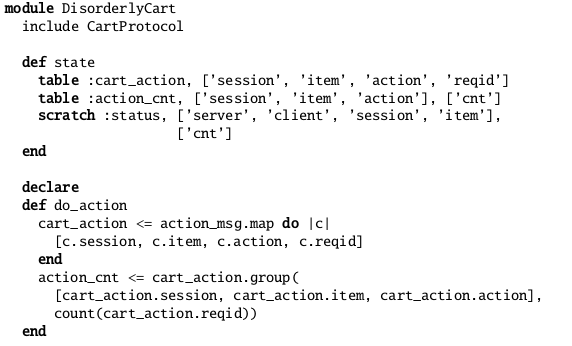 module DisorderlyCart
  include CartProtocol

  def state
    table :cart_action, ['session', 'item', 'action', 'reqid']
    table :action_cnt, ['session', 'item', 'action'], ['cnt']
    scratch :status, ['server', 'client', 'session', 'item'],
                     ['cnt']
  end

  declare
  def do_action
    cart_action <= action_msg.map do |c|
      [c.session, c.item, c.action, c.reqid]
    end
    action_cnt <= cart_action.group(
      [cart_action.session, cart_action.item, cart_action.action],
      count(cart_action.reqid))
  end